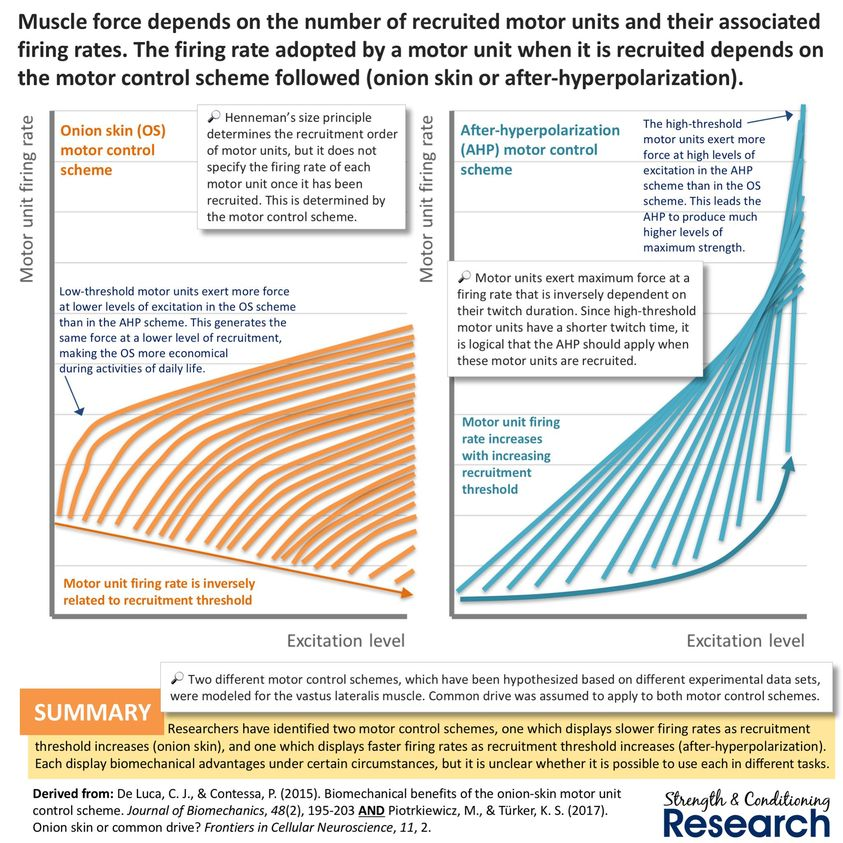 Muscle force depends on the number of recruited motor units and their associated
firing rates. The firing rate adopted by a motor unit when it is recruited depends on
the motor control scheme followed (onion skin or after-hyperpolarization).
Motor unit firing rate
Onion skin (OS)
motor control
scheme
Henneman's size principle
determines the recruitment order
of motor units, but it does not
specify the firing rate of each
motor unit once it has been
recruited. This is determined by
the motor control scheme.
Low-threshold motor units exert more force
at lower levels of excitation in the OS scheme
than in the AHP scheme. This generates the
same force at a lower level of recruitment,
making the OS more economical
during activities of daily life.
Motor unit firing rate is inversely
related to recruitment threshold
Excitation level
Motor unit firing rate
After-hyperpolarization
(AHP) motor control
scheme
The high-threshold
motor units exert more
force at high levels of
excitation in the AHP
scheme than in the OS
scheme. This leads the
AHP to produce much
higher levels of
maximum strength.
Motor units exert maximum force at a
firing rate that is inversely dependent on
their twitch duration. Since high-threshold
motor units have a shorter twitch time, it
is logical that the AHP should apply when
these motor units are recruited.
Motor unit firing
rate increases
with increasing
recruitment
threshold
Excitation level
Two different motor control schemes, which have been hypothesized based on different experimental data sets,
were modeled for the vastus lateralis muscle. Common drive was assumed to apply to both motor control schemes.
SUMMARY
Researchers have identified two motor control schemes, one which displays slower firing rates as recruitment
threshold increases (onion skin), and one which displays faster firing rates as recruitment threshold increases (after-hyperpolarization).
Each display biomechanical advantages under certain circumstances, but it is unclear whether it is possible to use each in different tasks.
Derived from: De Luca, C. J., & Contessa, P. (2015). Biomechanical benefits of the onion-skin motor unit
control scheme. Journal of Biomechanics, 48(2), 195-203 AND Piotrkiewicz, M., & Türker, K. S. (2017).
Onion skin or common drive? Frontiers in Cellular Neuroscience, 11, 2.
Strength & Conditioning
Research